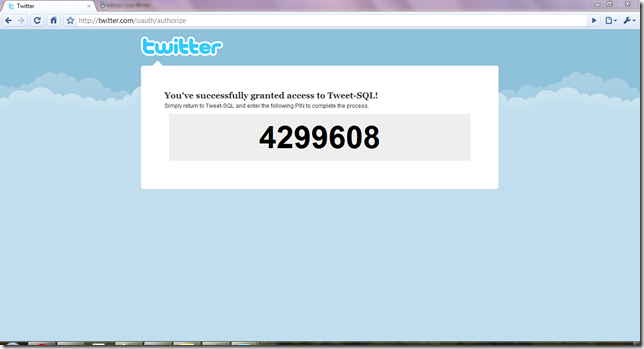 Twitter
http://twitter.com/oauth/authorize
twitter
You've successfully granted access to Tweet-SQL!
Simply return to Tweet-SQL and enter the following PIN to complete the process.
4299608